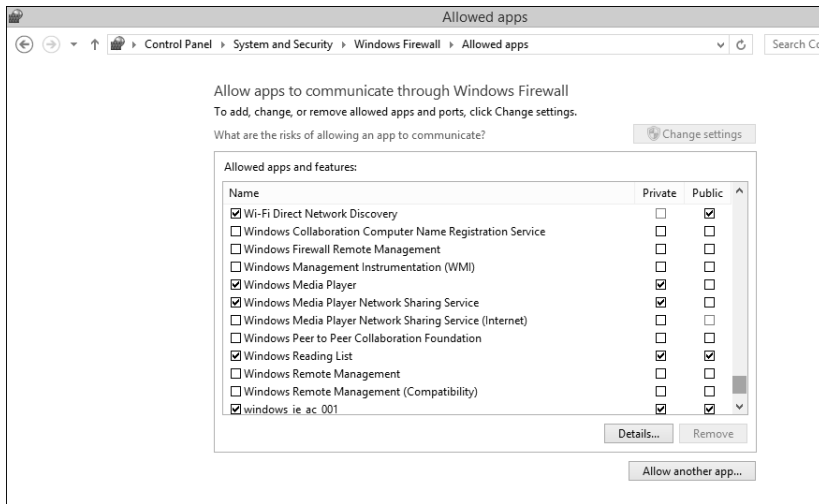 Allowed apps
Control Panel ▸ System and Security ▸ Windows Firewall ▸ Allowed apps
Search Co
Allow apps to communicate through Windows Firewall
To add, change, or remove allowed apps and ports, click Change settings.
What are the risks of allowing an app to communicate?
Change settings
Allowed apps and features:
Name Private Public
Wi-Fi Direct Network Discovery
Windows Collaboration Computer Name Registration Service
Windows Firewall Remote Management
Windows Management Instrumentation (WMI)
Windows Media Player
Windows Media Player Network Sharing Service
Windows Media Player Network Sharing Service (Internet)
Windows Peer to Peer Collaboration Foundation
Windows Reading List
Windows Remote Management
Windows Remote Management (Compatibility)
windows_ie_ac_001
Details... Remove
Allow another app...